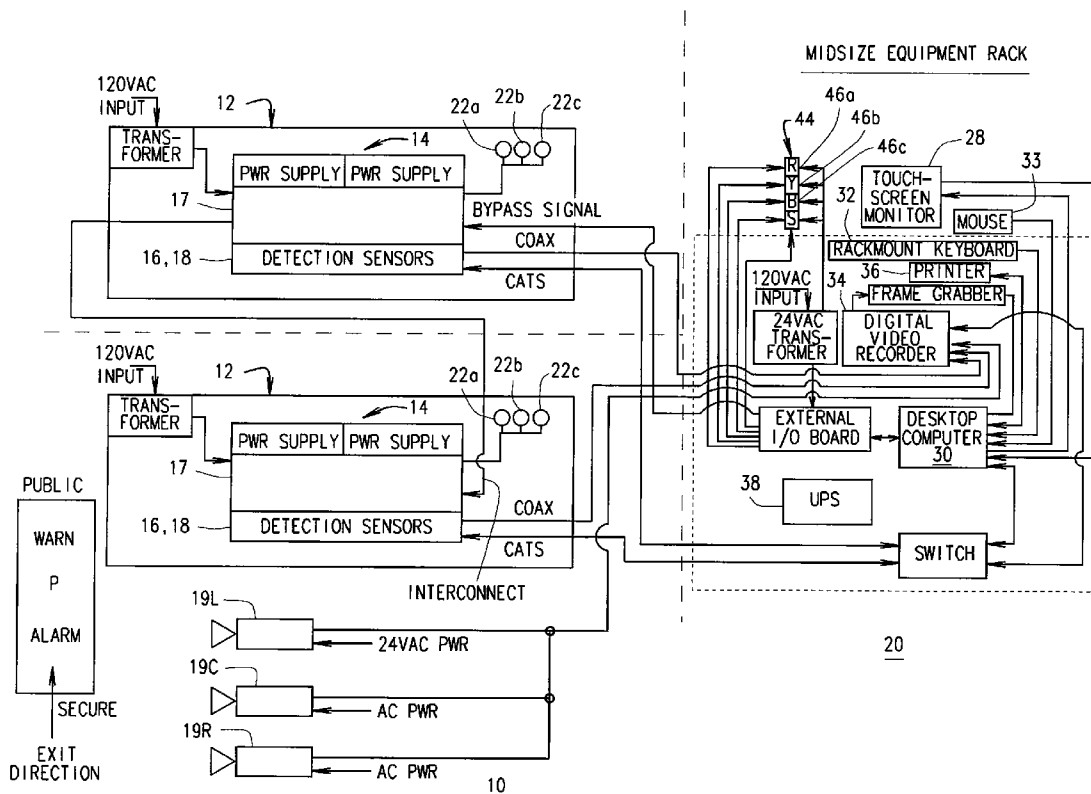 MIDSIZE EQUIPMENT RACK
120VAC
INPUT
12
TRANS-
FORMER
14
22a
22b
22c
PWR SUPPLY
PWR SUPPLY
17
BYPASS SIGNAL
COAX
16,18
DETECTION SENSORS
CATS
44
46a
46b
46c
R
Y
B
S
28
TOUCH-
SCREEN
MONITOR
33
MOUSE
32
RACKMOUNT KEYBOARD
36
PRINTER
120VAC
INPUT
34
FRAME GRABBER
24VAC
TRANS-
FORMER
DIGITAL
VIDEO
RECORDER
EXTERNAL
I/O BOARD
DESKTOP
COMPUTER
30
38
UPS
SWITCH
20
120VAC
INPUT
12
TRANS-
FORMER
14
22a
22b
22c
PWR SUPPLY
PWR SUPPLY
17
COAX
16,18
DETECTION SENSORS
CATS
INTERCONNECT
PUBLIC
WARN
P
ALARM
SECURE
EXIT
DIRECTION
19L
24VAC PWR
19C
AC PWR
19R
AC PWR
10